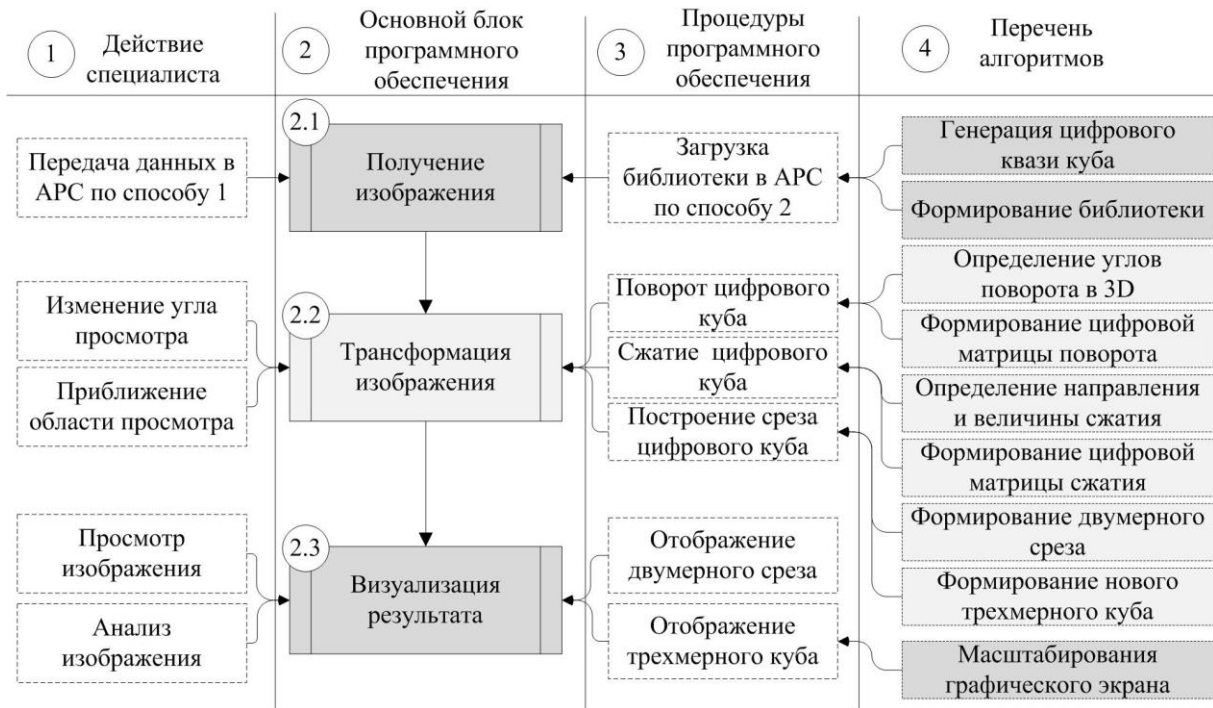 1
Действие
специалиста
2
Основной блок
программного
обеспечения
3
Процедуры
программного
обеспечения
4
Перечень
алгоритмов
Передача данных в
АРС по способу 1
2.1
Получение
изображения
Загрузка
библиотеки в АРС
по способу 2
Генерация цифрового
квази куба
Формирование библиотеки
Изменение угла
просмотра
Приближение
области просмотра
2.2
Трансформация
изображения
Поворот цифрового
куба
Сжатие цифрового
куба
Построение среза
цифрового куба
Определение углов
поворота в 3D
Формирование цифровой
матрицы поворота
Определение направления
и величины сжатия
Формирование цифровой
матрицы сжатия
Формирование двумерного
среза
Формирование нового
трехмерного куба
Просмотр
изображения
Анализ
изображения
2.3
Визуализация
результата
Отображение
двумерного среза
Отображение
трехмерного куба
Масштабирования
графического экрана